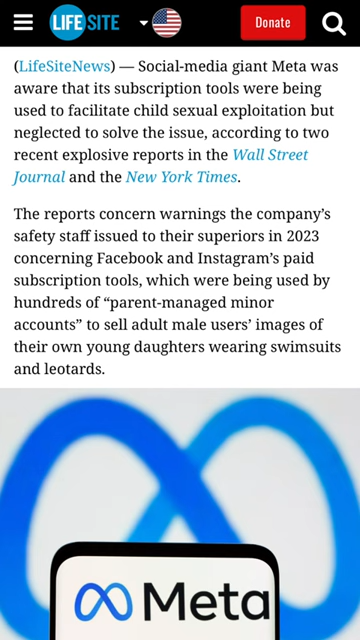 LIFE SITE
Donate
(LifeSiteNews) — Social-media giant Meta was
aware that its subscription tools were being
used to facilitate child sexual exploitation but
neglected to solve the issue, according to two
recent explosive reports in the Wall Street
Journal and the New York Times.
The reports concern warnings the company’s
safety staff issued to their superiors in 2023
concerning Facebook and Instagram’s paid
subscription tools, which were being used by
hundreds of “parent-managed minor
accounts” to sell adult male users’ images of
their own young daughters wearing swimsuits
and leotards.
Meta